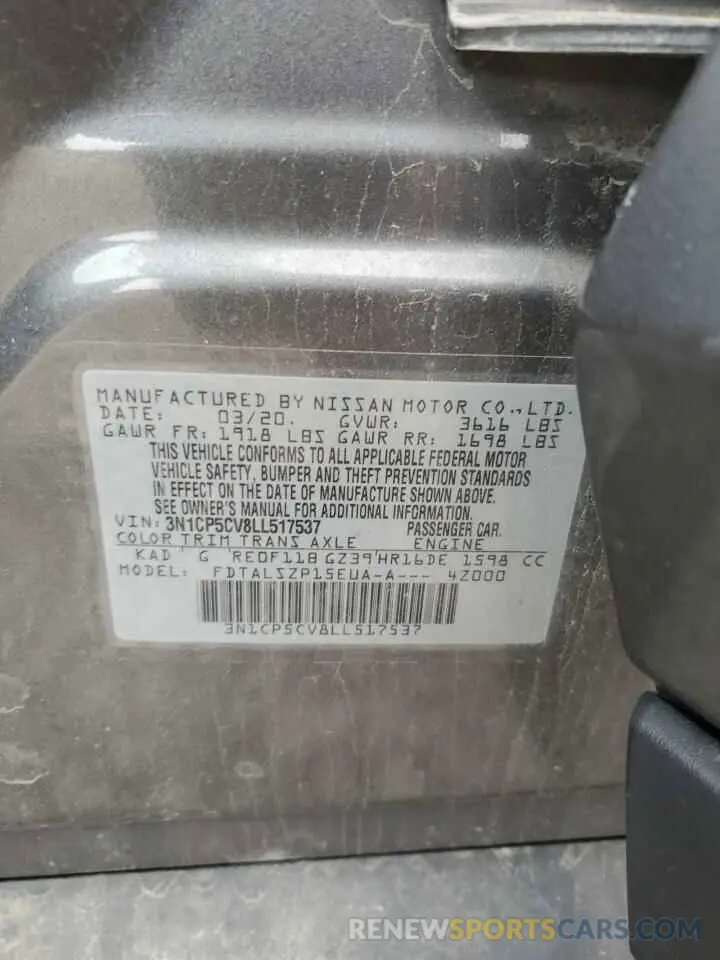 MANUFACTURED BY NISSAN MOTOR CO., LTD.
DATE: 03/20. GVWR: 3616 LBS
GAWR FR: 1918 LBS GAWR RR: 1698 LBS
THIS VEHICLE CONFORMS TO ALL APPLICABLE FEDERAL MOTOR
VEHICLE SAFETY, BUMPER AND THEFT PREVENTION STANDARDS
IN EFFECT ON THE DATE OF MANUFACTURE SHOWN ABOVE.
SEE OWNER'S MANUAL FOR ADDITIONAL INFORMATION.
VIN: 3N1CP5CV8LL517537 PASSENGER CAR.
COLOR TRIM TRANS AXLE ENGINE
KAD G RE0F11B GZ39 HR16DE 1598 CC
MODEL: FDTALSZP15EUA-A--- 4Z000
3N1CP5CV8LL517537
RENEWSPORTSCARS.COM